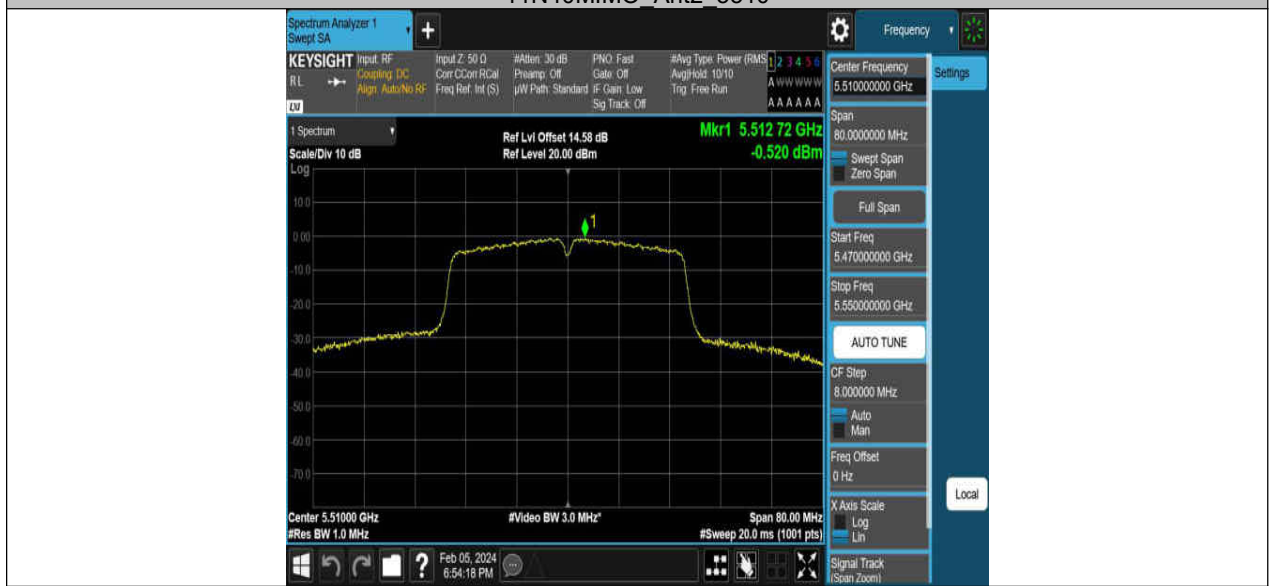 Spectrum Analyzer 1
Swept SA
+
Frequency
KEYSIGHT
RL
LXI
Input: RF
Coupling: DC
Align: Auto/No RF
Input Z: 50 Ω
Corr CCorr RCal
Freq Ref: Int (S)
#Atten: 30 dB
Preamp: Off
µW Path: Standard
PNO: Fast
Gate: Off
IF Gain: Low
Sig Track: Off
#Avg Type: Power (RMS
Avg|Hold: 10/10
Trig: Free Run
1 2 3 4 5 6
A W W W W W
A A A A A A
1 Spectrum
Scale/Div 10 dB
Log
Ref Lvl Offset 14.58 dB
Ref Level 20.00 dBm
Mkr1 5.512 72 GHz
-0.520 dBm
10.0
0.00
-10.0
-20.0
-30.0
-40.0
-50.0
-60.0
-70.0
1
Center 5.51000 GHz
#Res BW 1.0 MHz
#Video BW 3.0 MHz*
Span 80.00 MHz
#Sweep 20.0 ms (1001 pts)
Feb 05, 2024
6:54:18 PM
?
Center Frequency
5.510000000 GHz
Settings
Span
80.0000000 MHz
Swept Span
Zero Span
Full Span
Start Freq
5.470000000 GHz
Stop Freq
5.550000000 GHz
AUTO TUNE
CF Step
8.000000 MHz
Auto
Man
Freq Offset
0 Hz
X Axis Scale
Log
Lin
Local
Signal Track
(Span Zoom)